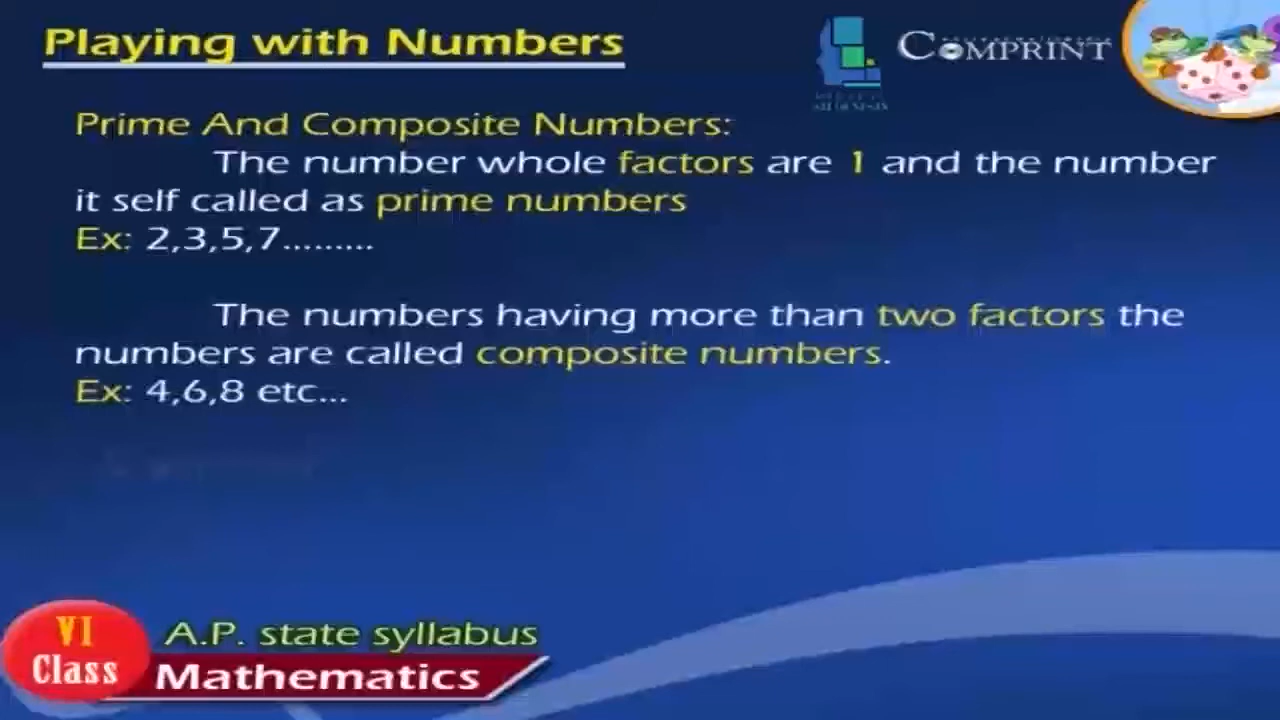 Playing with Numbers
COMPRINT
Prime And Composite Numbers:
The number whole factors are 1 and the number
it self called as prime numbers
Ex: 2,3,5,7.........
The numbers having more than two factors the
numbers are called composite numbers.
Ex: 4,6,8 etc...
VI
Class
A.P. state syllabus
Mathematics